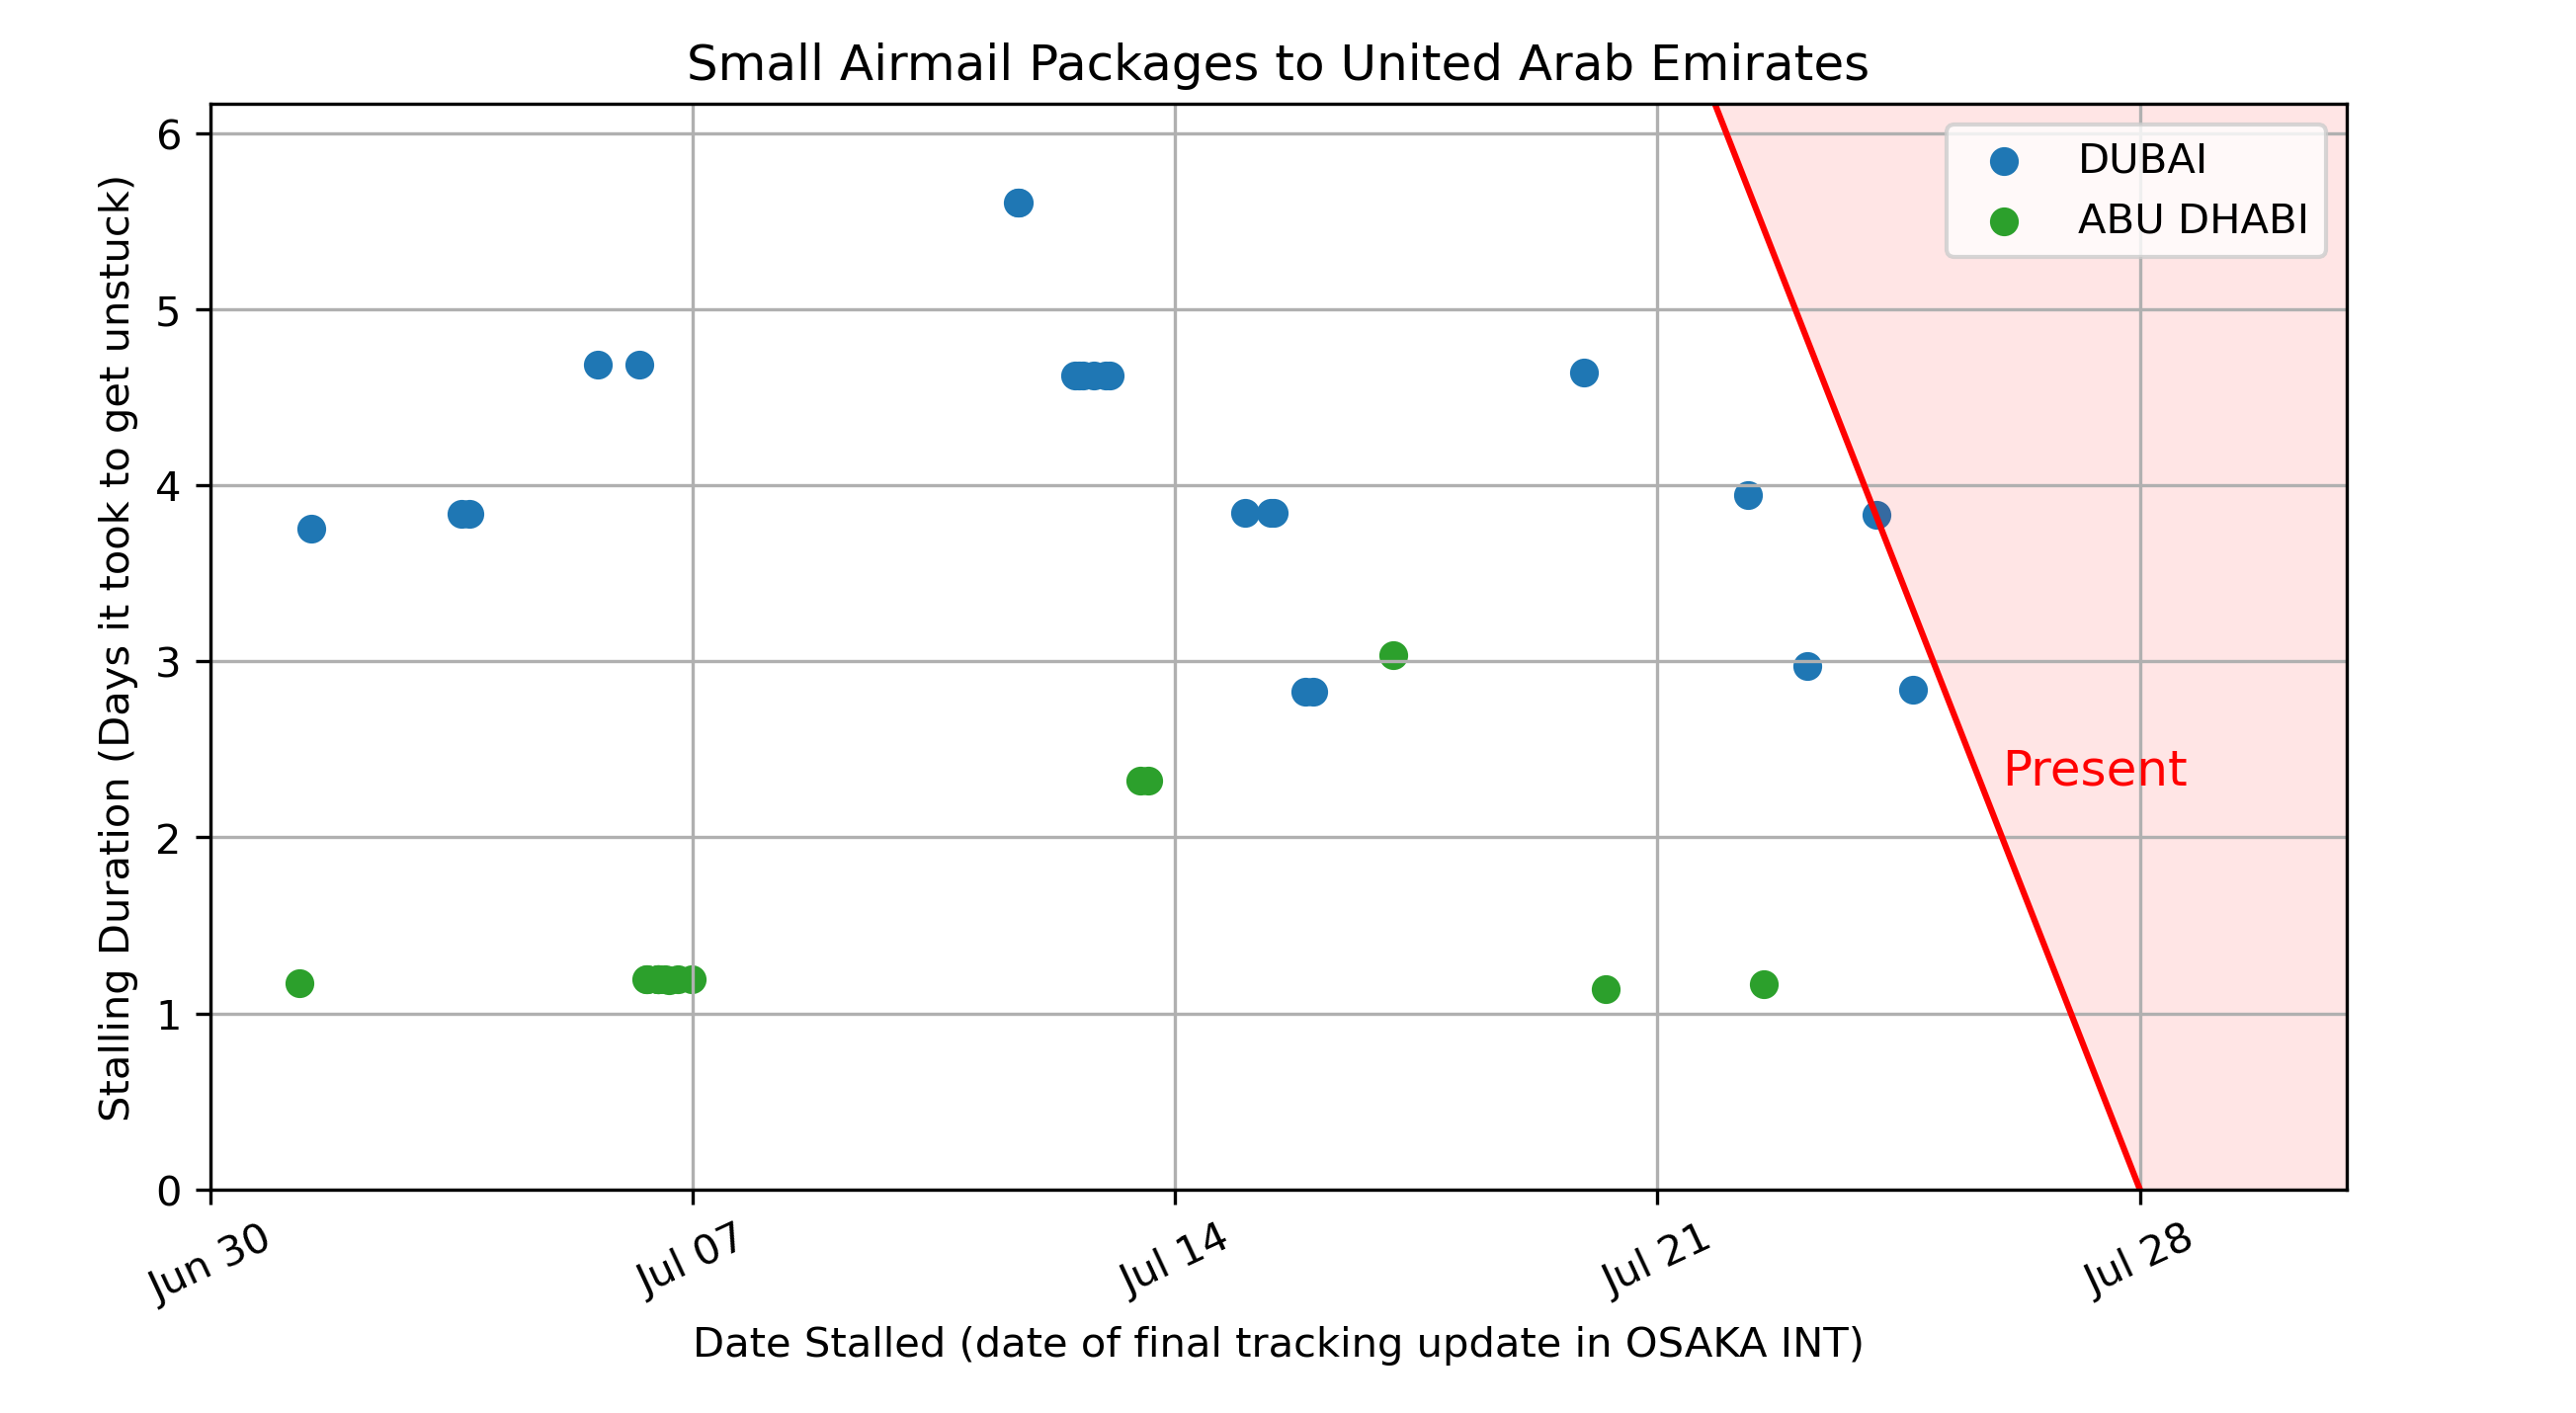 Small Airmail Packages to United Arab Emirates
DUBAI
ABU DHABI
Present
Stalling Duration (Days it took to get unstuck)
6
5
4
3
2
1
0
Jun 30
Jul 07
Jul 14
Jul 21
Jul 28
Date Stalled (date of final tracking update in OSAKA INT)